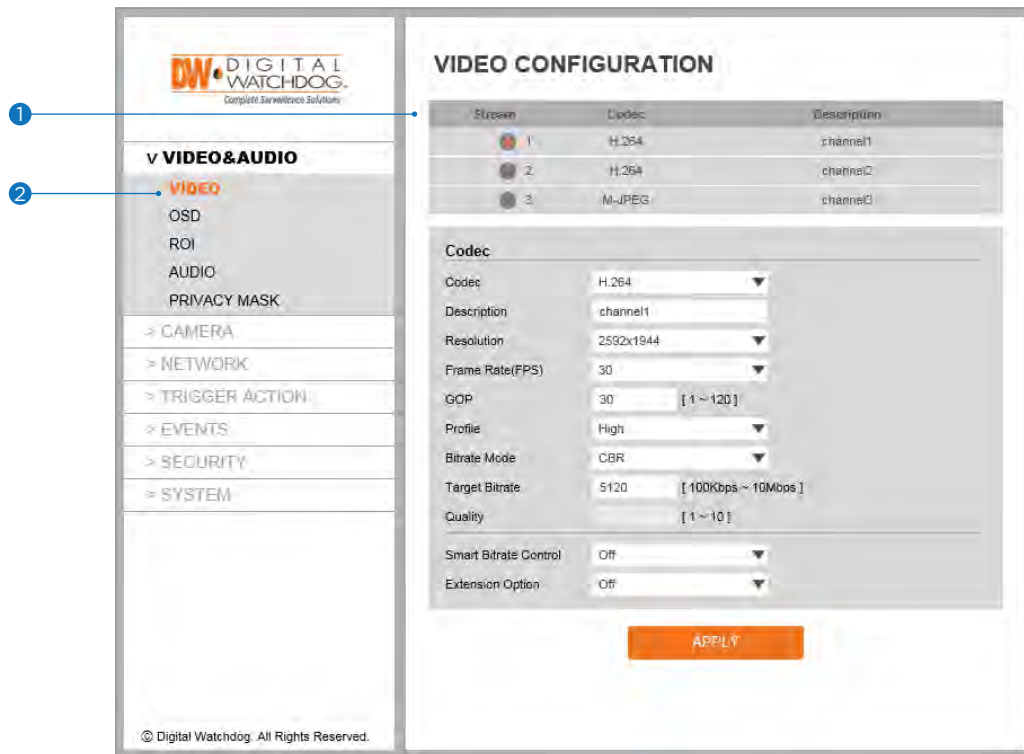 DW DIGITAL
WATCHDOG.
Complete Surveillance Solutions
1
V VIDEO&AUDIO
2
VIDEO
OSD
ROI
AUDIO
PRIVACY MASK
> CAMERA
> NETWORK
> TRIGGER ACTION
> EVENTS
> SECURITY
> SYSTEM
© Digital Watchdog. All Rights Reserved.
VIDEO CONFIGURATION
Stream Codec Description
1 H.264 channel1
2 H.264 channel2
3 M-JPEG channel3
Codec
Codec H.264
Description channel1
Resolution 2592x1944
Frame Rate(FPS) 30
GOP 30 [ 1 ~ 120 ]
Profile High
Bitrate Mode CBR
Target Bitrate 5120 [ 100Kbps ~ 10Mbps ]
Quality [ 1 ~ 10 ]
Smart Bitrate Control Off
Extension Option Off
APPLY